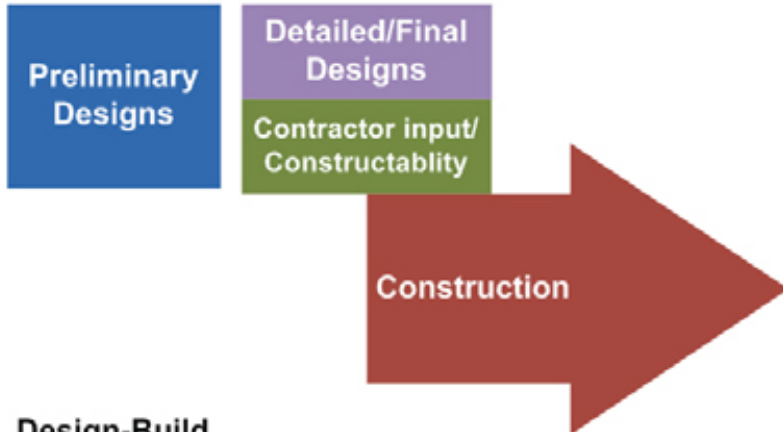 Preliminary
Designs
Detailed/Final
Designs
Contractor input/
Constructablity
Construction
Design-Build